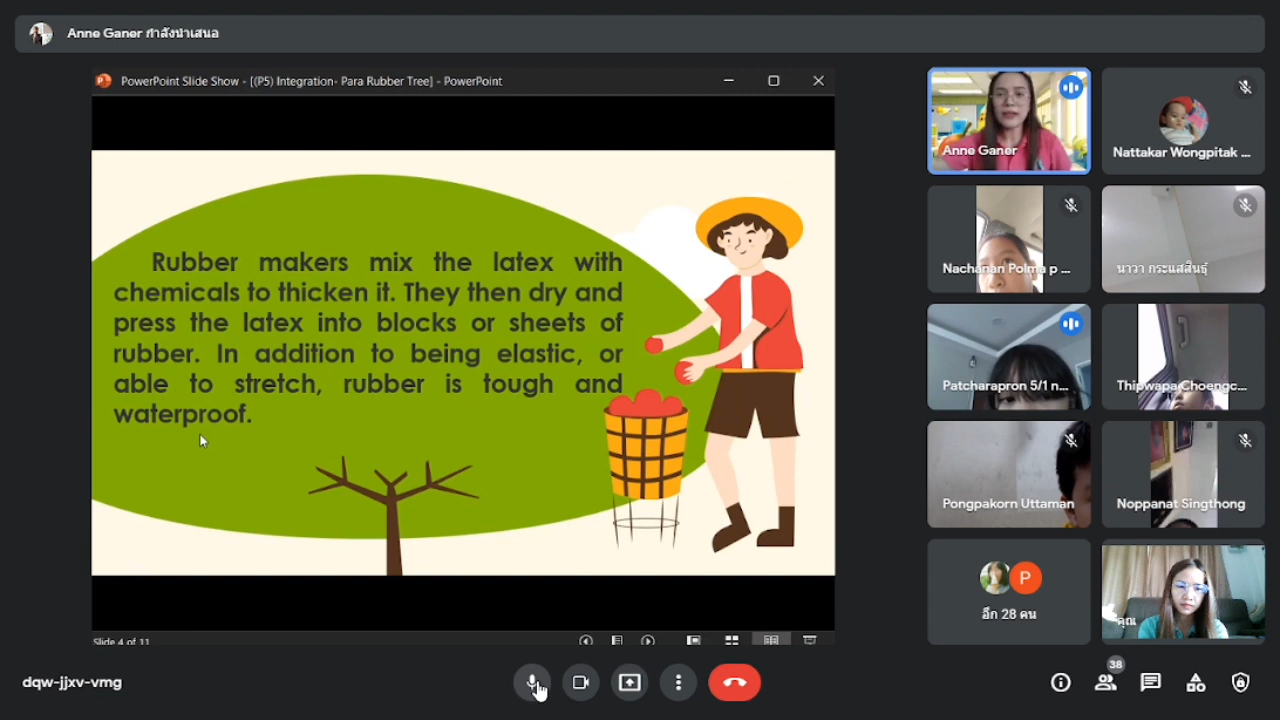 Anne Ganer กำลังนำเสนอ
PowerPoint Slide Show - [(P5) Integration- Para Rubber Tree] - PowerPoint
Rubber makers mix the latex with
chemicals to thicken it. They then dry and
press the latex into blocks or sheets of
rubber. In addition to being elastic, or
able to stretch, rubber is tough and
waterproof.
Slide 4 of 11
Anne Ganer
Nattakar Wongpitak ...
Nachanan Polma p ...
นาวา กระแสสินธุ์
Patcharapron 5/1 n...
Thipwapa Choengc...
Pongpakorn Uttaman
Noppanat Singthong
P
อีก 28 คน
คุณ
dqw-jjxv-vmg
38